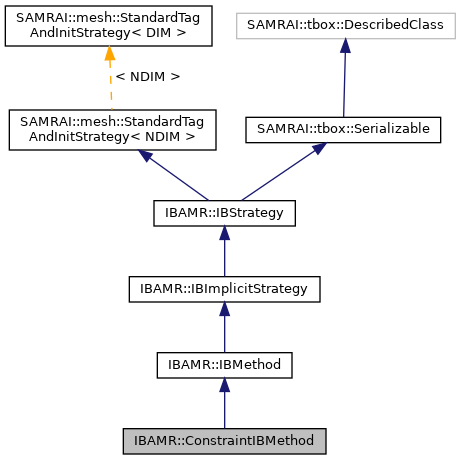 SAMRAI::mesh::StandardTag
AndInitStrategy< DIM >
SAMRAI::tbox::DescribedClass
< NDIM >
SAMRAI::mesh::StandardTag
AndInitStrategy< NDIM >
SAMRAI::tbox::Serializable
IBAMR::IBStrategy
IBAMR::IBImplicitStrategy
IBAMR::IBMethod
IBAMR::ConstraintIBMethod